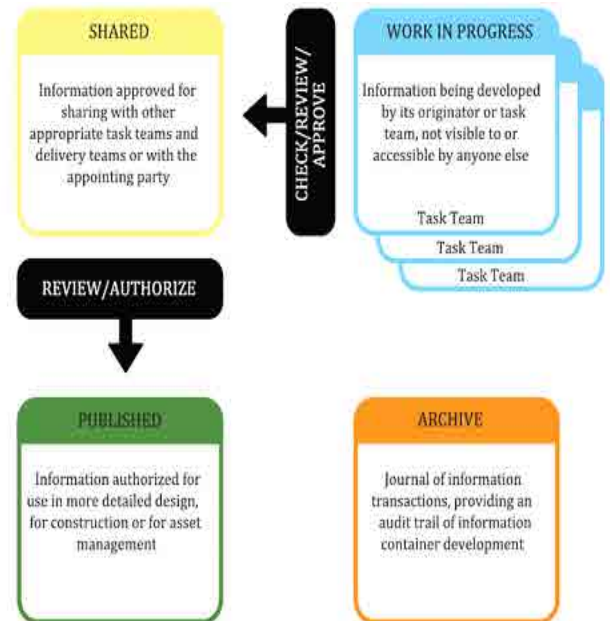 SHARED
Information approved for
sharing with other
appropriate task teams and
delivery teams or with the
appointing party
CHECK/REVIEW/
APPROVE
WORK IN PROGRESS
Information being developed
by its originator or task
team, not visible to or
accessible by anyone else
Task Team
Task Team
Task Team
REVIEW/AUTHORIZE
PUBLISHED
Information authorized for
use in more detailed design,
for construction or for asset
management
ARCHIVE
Journal of information
transactions, providing an
audit trail of information
container development